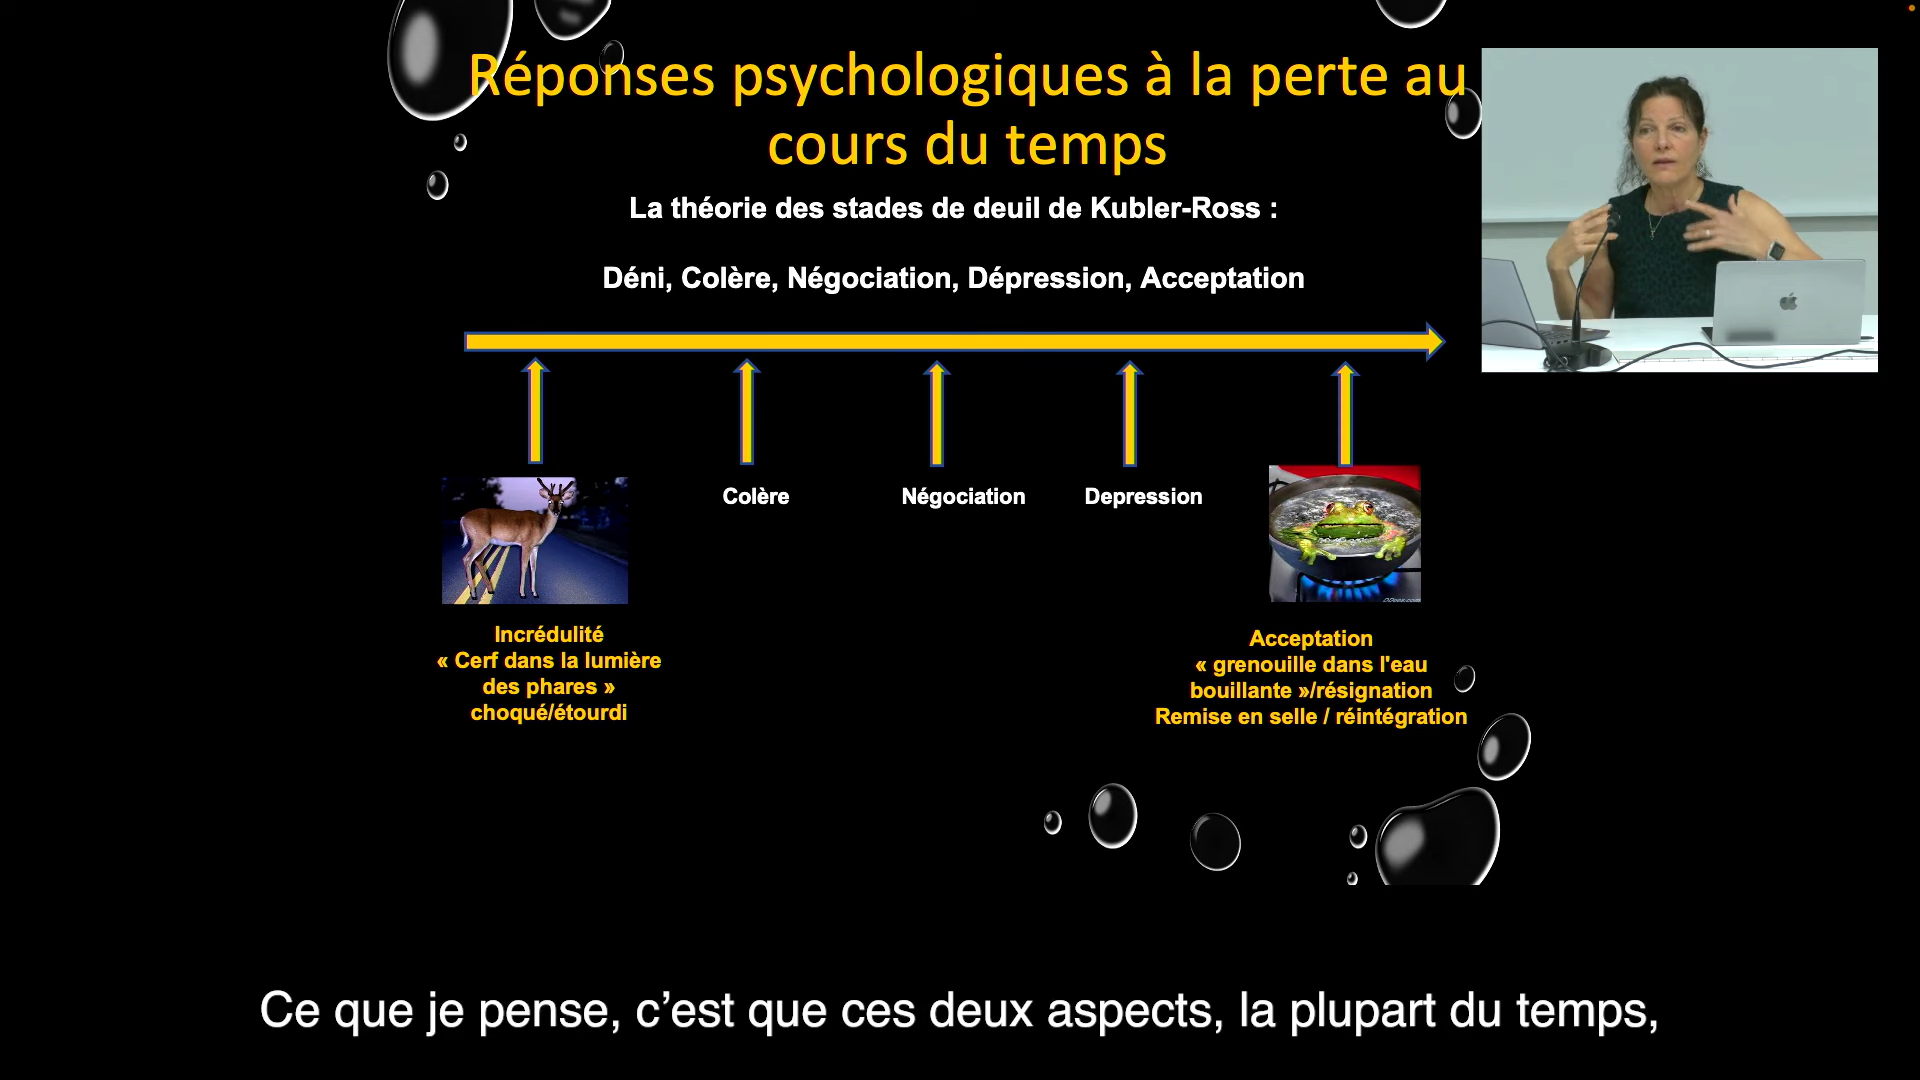 Réponses psychologiques à la perte au
cours du temps
La théorie des stades de deuil de Kubler-Ross :
Déni, Colère, Négociation, Dépression, Acceptation
Colère
Négociation
Depression
Incrédulité
« Cerf dans la lumière
des phares »
choqué/étourdi
Acceptation
« grenouille dans l'eau
bouillante »/résignation
Remise en selle / réintégration
Ce que je pense, c’est que ces deux aspects, la plupart du temps,